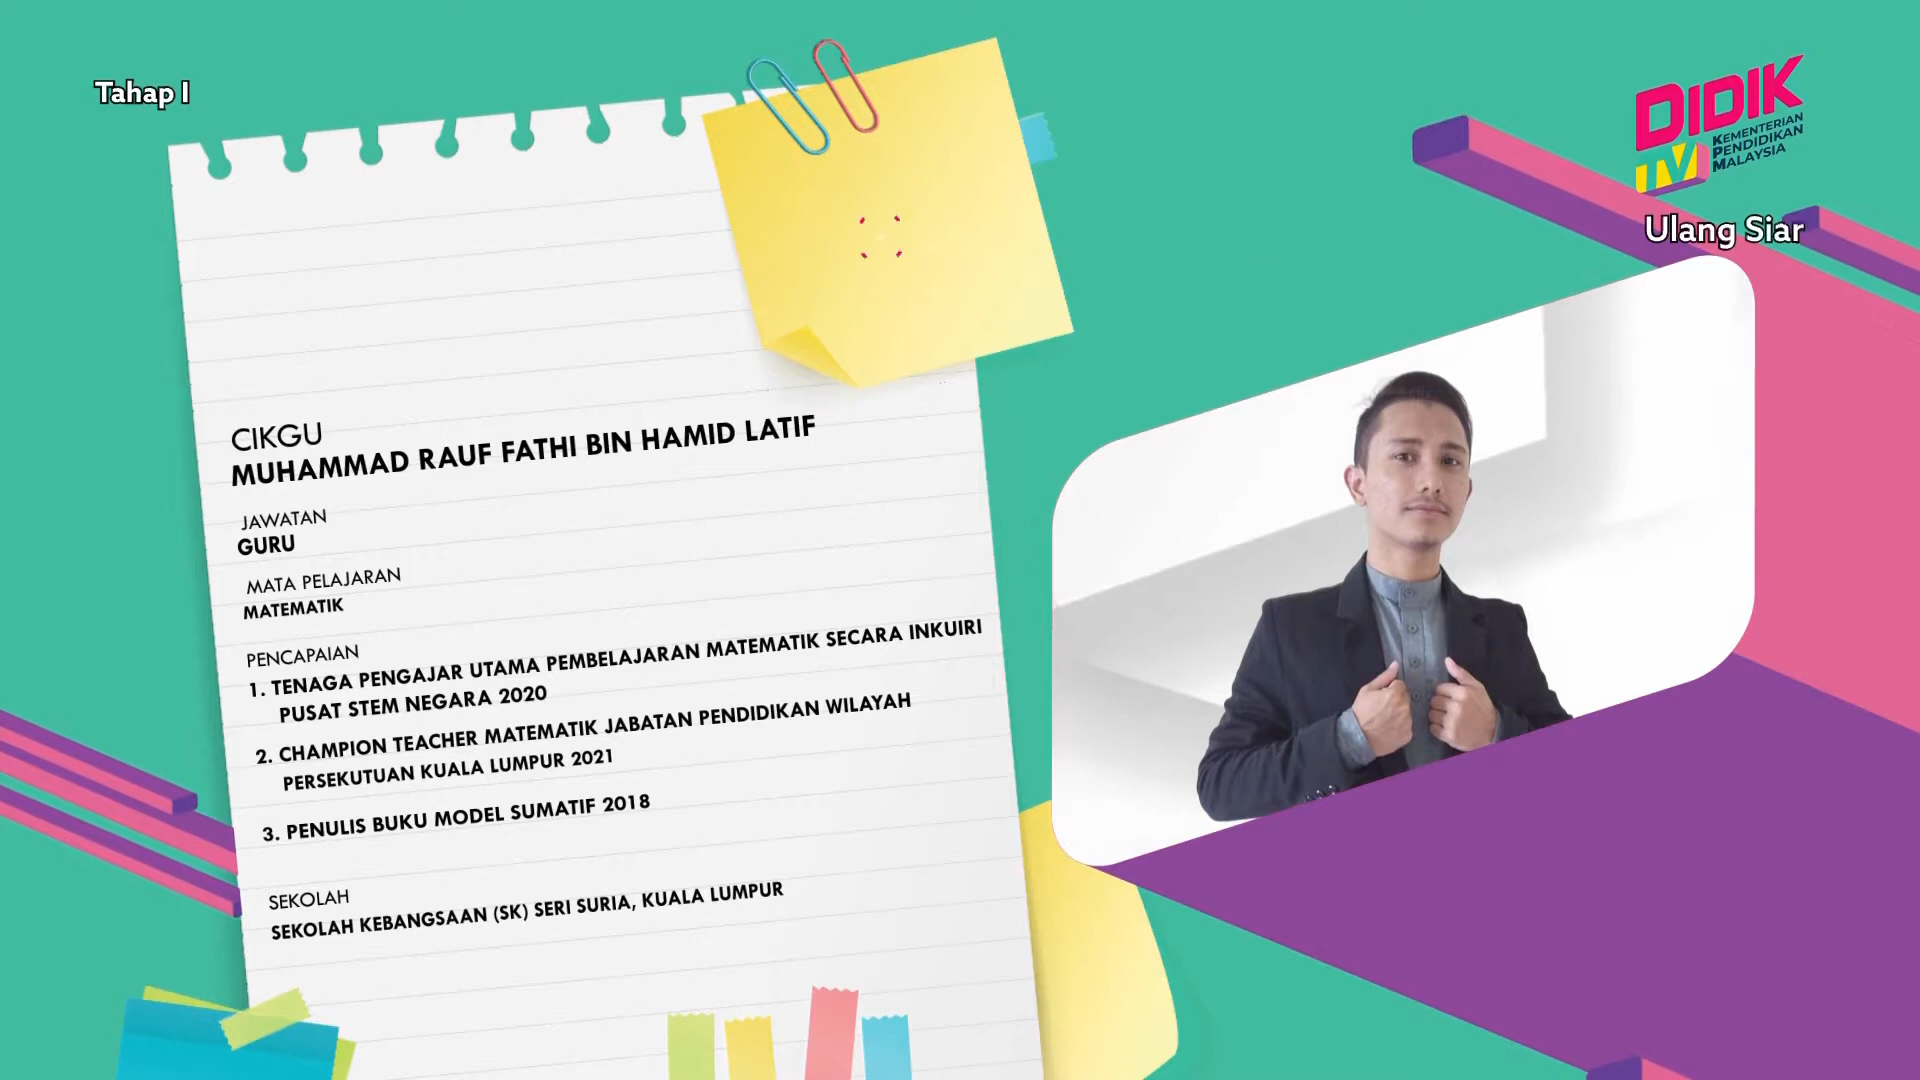 Tahap I
DIDIK
TV
KEMENTERIAN
PENDIDIKAN
MALAYSIA
Ulang Siar
CIKGU
MUHAMMAD RAUF FATHI BIN HAMID LATIF
JAWATAN
GURU
MATA PELAJARAN
MATEMATIK
PENCAPAIAN
1. TENAGA PENGAJAR UTAMA PEMBELAJARAN MATEMATIK SECARA INKUIRI
PUSAT STEM NEGARA 2020
2. CHAMPION TEACHER MATEMATIK JABATAN PENDIDIKAN WILAYAH
PERSEKUTUAN KUALA LUMPUR 2021
3. PENULIS BUKU MODEL SUMATIF 2018
SEKOLAH
SEKOLAH KEBANGSAAN (SK) SERI SURIA, KUALA LUMPUR